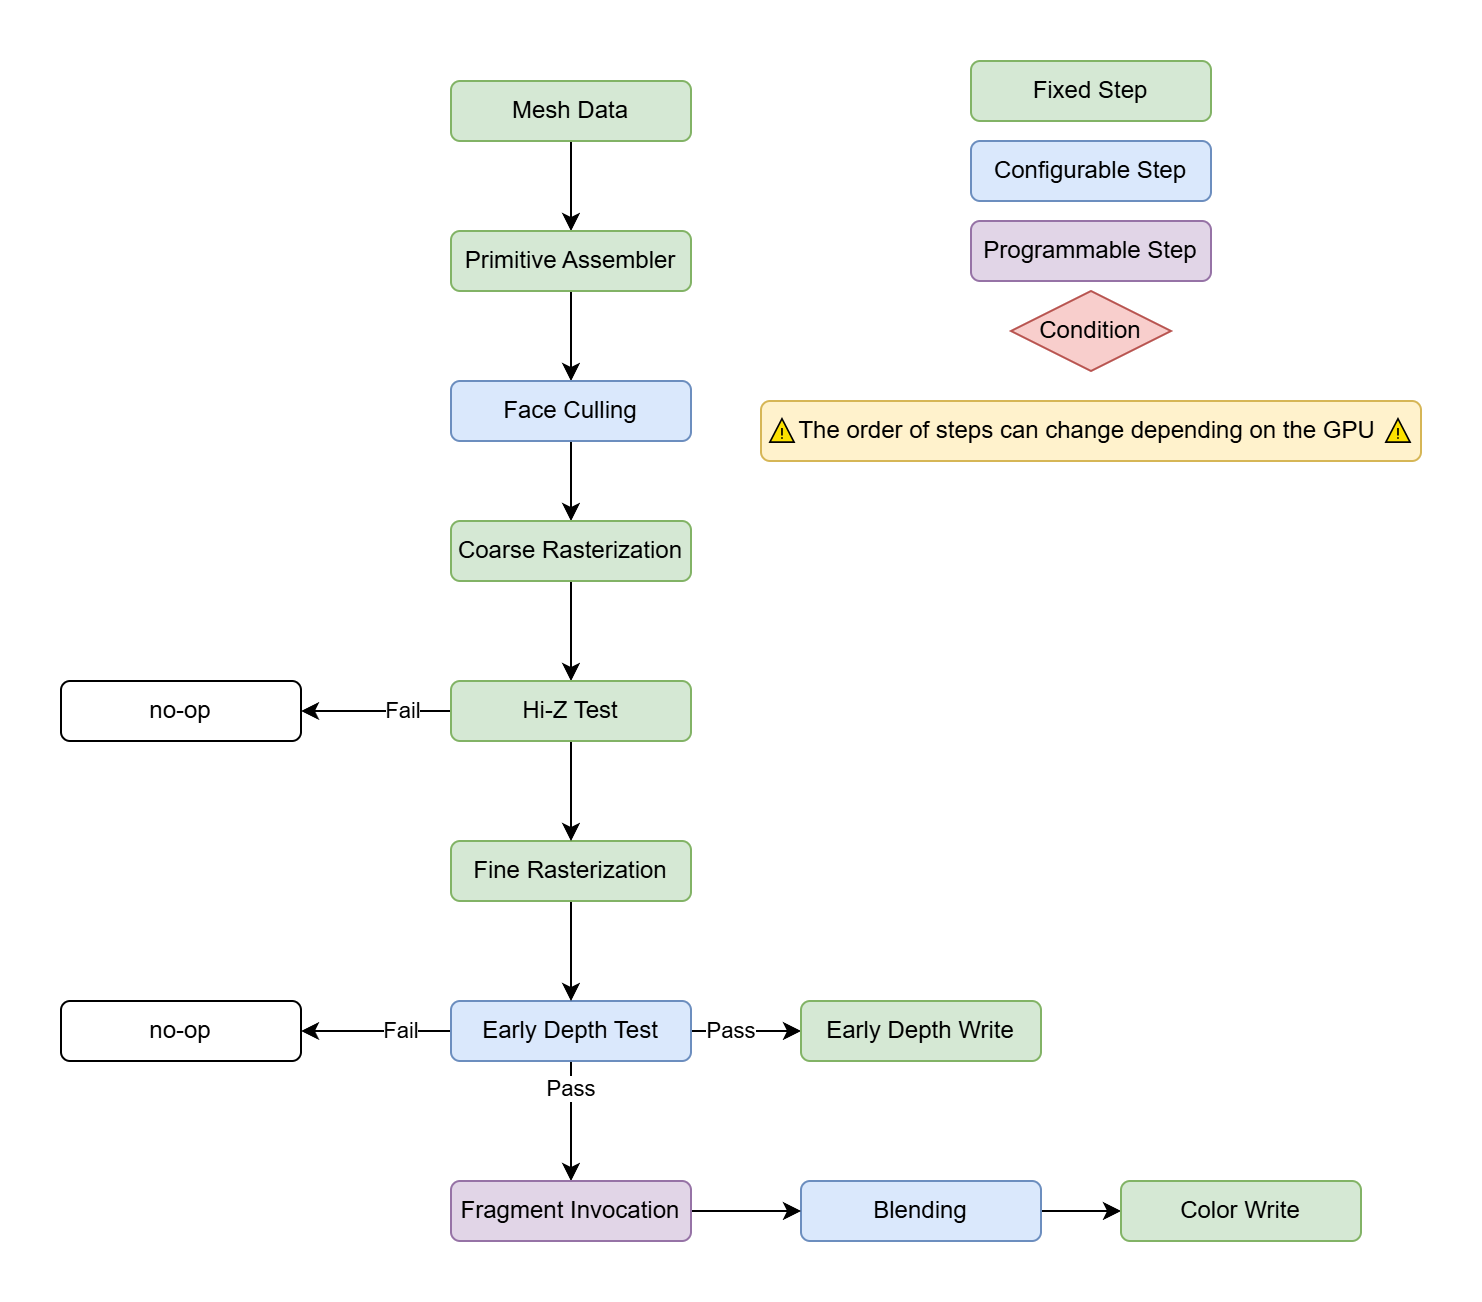 Mesh Data
Primitive Assembler
Face Culling
Coarse Rasterization
Hi-Z Test
Fail
no-op
Fine Rasterization
Early Depth Test
Fail
no-op
Pass
Early Depth Write
Pass
Fragment Invocation
Blending
Color Write
Fixed Step
Configurable Step
Programmable Step
Condition
⚠ The order of steps can change depending on the GPU ⚠